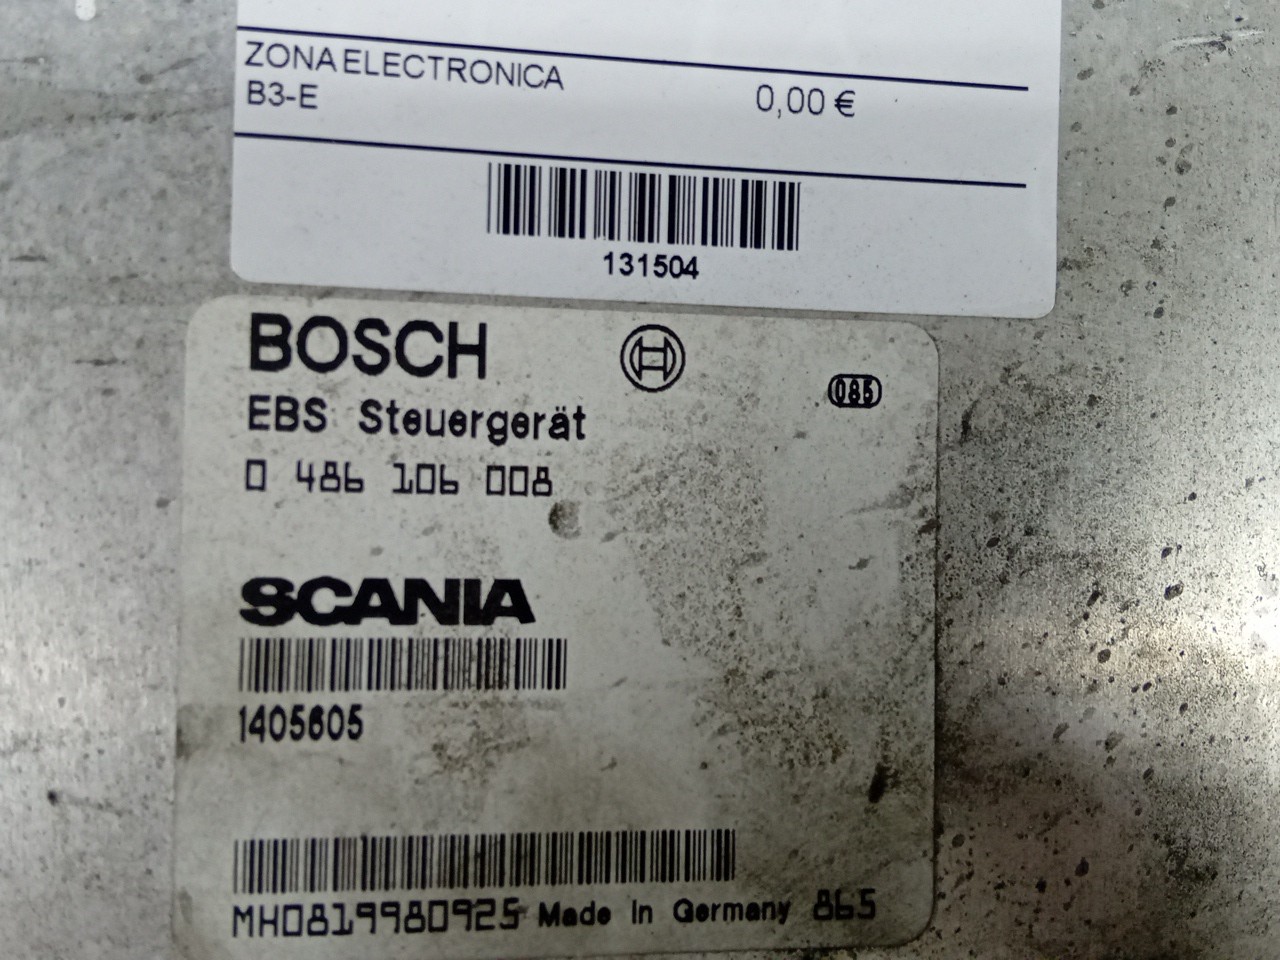 ZONA ELECTRONICA
B3-E
0,00 €
131504
BOSCH
085
EBS Steuergerät
0 486 106 008
SCANIA
1405605
MH0819980925 Made in Germany 865